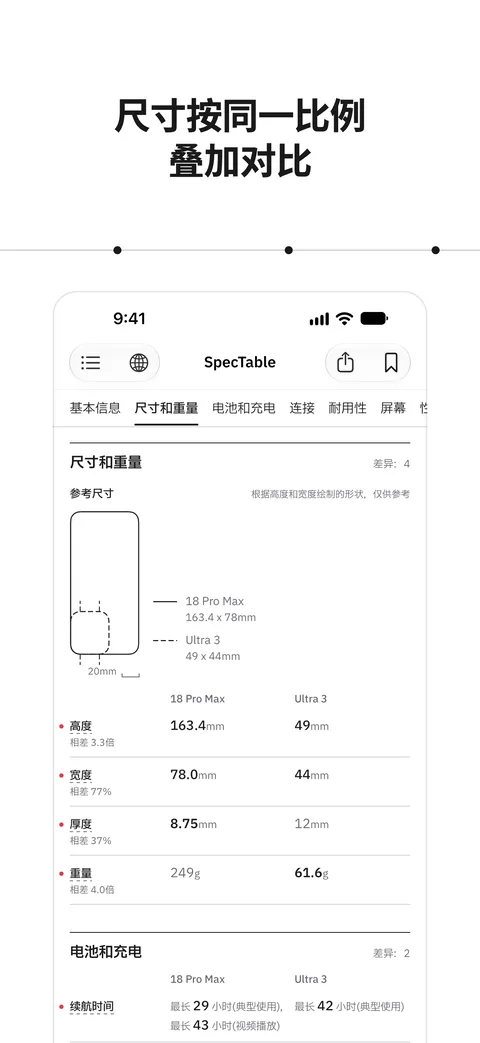 尺寸按同一比例
叠加对比
9:41
SpecTable
基本信息 尺寸和重量 电池和充电 连接 耐用性 屏幕
尺寸和重量 差异: 4
参考尺寸 根据高度和宽度绘制的形状，仅供参考
18 Pro Max
163.4 x 78mm
Ultra 3
49 x 44mm
20mm
18 Pro Max Ultra 3
高度 163.4mm 49mm
相差 3.3倍
宽度 78.0mm 44mm
相差 77%
厚度 8.75mm 12mm
相差 37%
重量 249g 61.6g
相差 4.0倍
电池和充电 差异: 2
18 Pro Max Ultra 3
续航时间 最长 29 小时(典型使用), 最长 42 小时(典型使用)
最长 43 小时(视频播放)